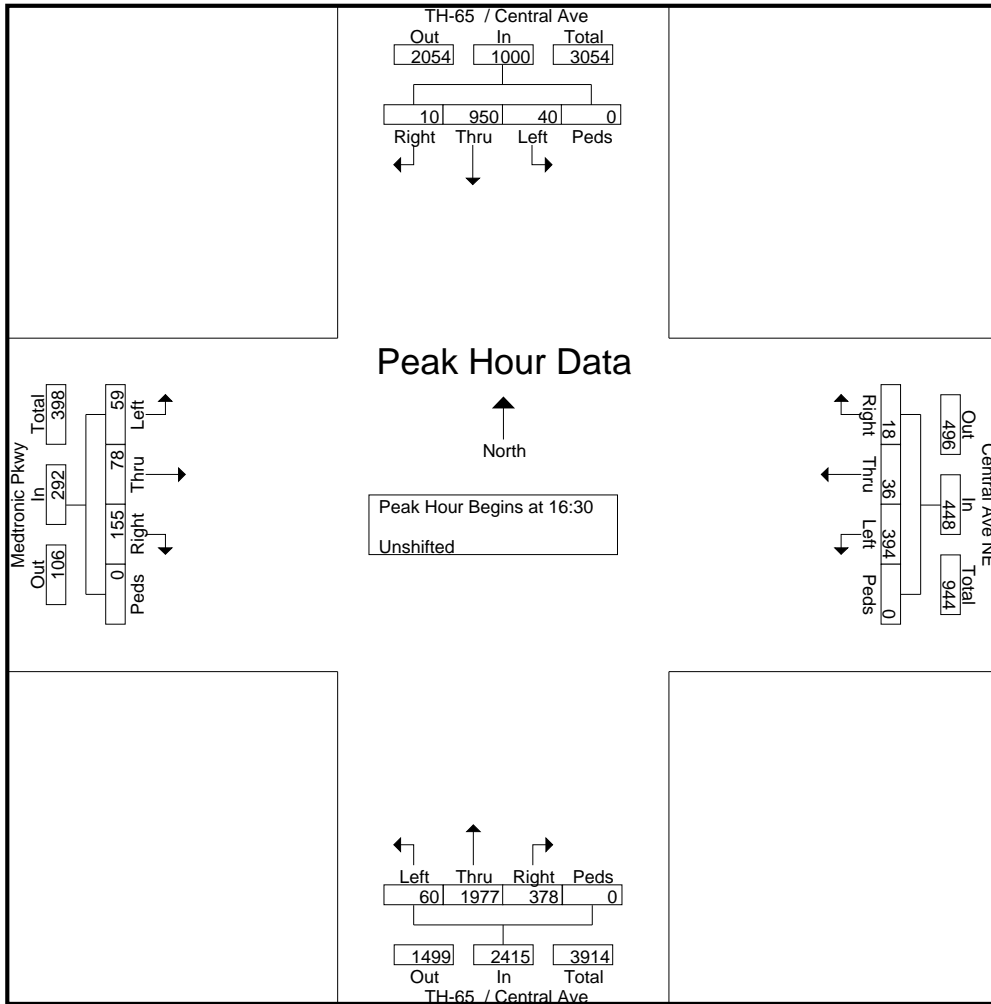 TH-65 / Central Ave
Out In Total
2054 1000 3054
10 950 40 0
Right Thru Left Peds
Peak Hour Data
North
Peak Hour Begins at 16:30
Unshifted
Medtronic Pkwy
Total In Out
398 292 106
59 78 155 0
Left Thru Right Peds
Central Ave NE
Out In Total
496 448 944
18 36 394 0
Right Thru Left Peds
Left Thru Right Peds
60 1977 378 0
1499 2415 3914
Out In Total
TH-65 / Central Ave